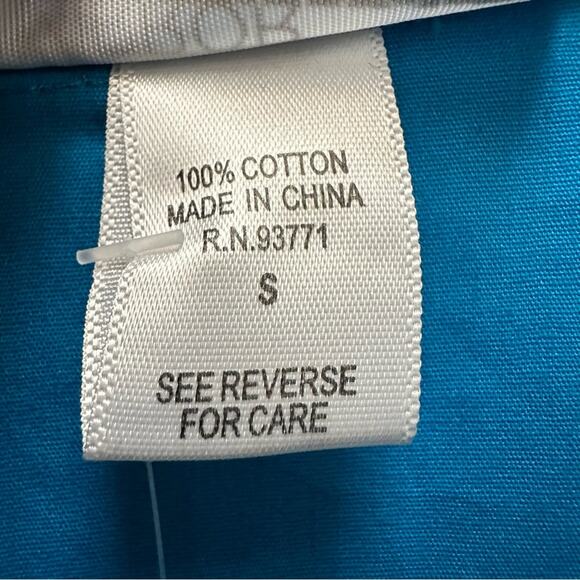 100% COTTON
MADE IN CHINA
R.N.93771
S
SEE REVERSE
FOR CARE